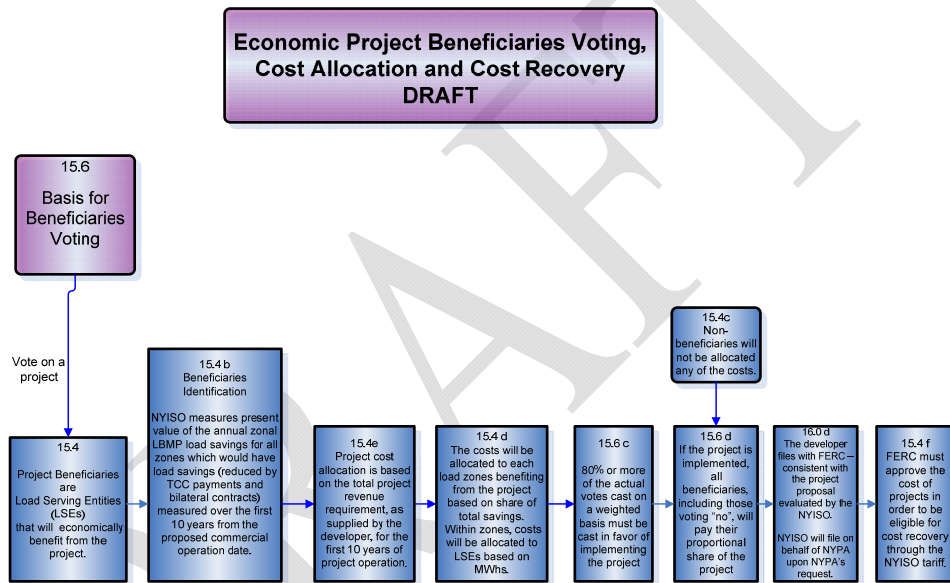 Economic Project Beneficiaries Voting,
Cost Allocation and Cost Recovery
DRAFT
DRAFT
15.6
Basis for
Beneficiaries
Voting
Vote on a
project
15.4
Project Beneficiaries
are
Load Serving Entities
(LSEs)
that will economically
benefit from the
project.
15.4 b
Beneficiaries
Identification
NYISO measures present
value of the annual zonal
LBMP load savings for all
zones which would have
load savings (reduced by
TCC payments and
bilateral contracts)
measured over the first
10 years from the
proposed commercial
operation date.
15.4e
Project cost
allocation is based
on the total project
revenue
requirement, as
supplied by the
developer, for the
first 10 years of
project operation.
15.4 d
The costs will be
allocated to each
load zones benefiting
from the project
based on share of
total savings.
Within zones, costs
will be allocated to
LSEs based on
MWhs.
15.6 c
80% or more of
the actual
votes cast on
a weighted
basis must be
cast in favor of
implementing
the project
15.4c
Non-
beneficiaries will
not be allocated
any of the costs.
15.6 d
If the project is
implemented,
all
beneficiaries,
including those
voting “no”, will
pay their
proportional
share of the
project
16.0 d
The developer
files with FERC –
consistent with
the project
proposal
evaluated by the
NYISO.
NYISO will file on
behalf of NYPA
upon NYPA's
request.
15.4 f
FERC must
approve the
cost of
projects in
order to be
eligible for
cost recovery
through the
NYISO tariff.